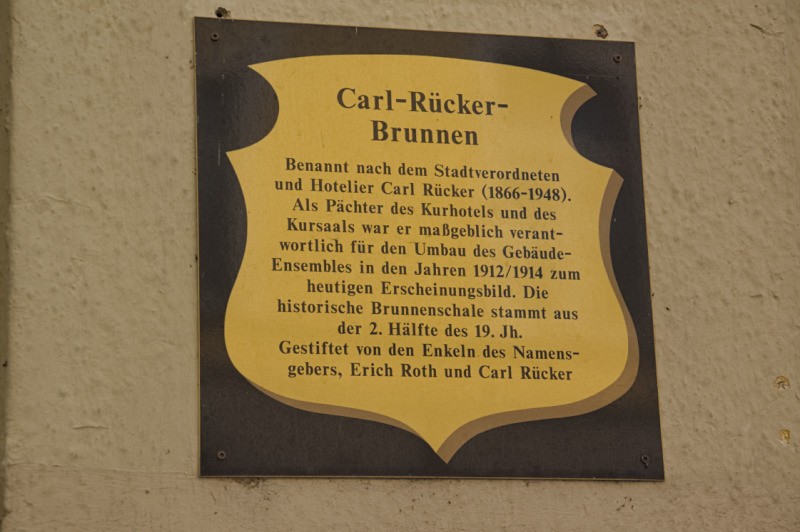 Carl-Rücker-
Brunnen
Benannt nach dem Stadtverordneten
und Hotelier Carl Rücker (1866-1948).
Als Pächter des Kurhotels und des
Kursaals war er maßgeblich verant-
wortlich für den Umbau des Gebäude-
Ensembles in den Jahren 1912/1914 zum
heutigen Erscheinungsbild. Die
historische Brunnenschale stammt aus
der 2. Hälfte des 19. Jh.
Gestiftet von den Enkeln des Namens-
gebers, Erich Roth und Carl Rücker